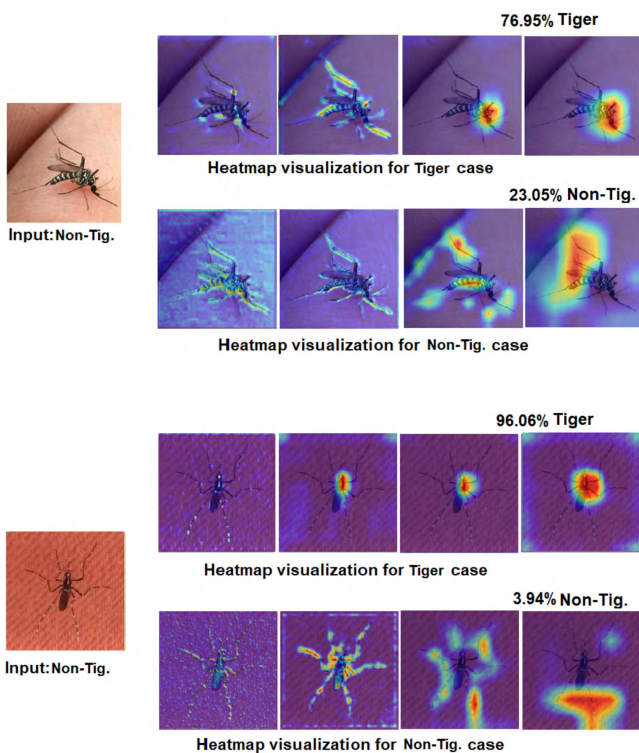 76.95% Tiger
Heatmap visualization for Tiger case
Input:Non-Tig.
23.05% Non-Tig.
Heatmap visualization for Non-Tig. case
96.06% Tiger
Heatmap visualization for Tiger case
Input:Non-Tig.
3.94% Non-Tig.
Heatmap visualization for Non-Tig. case